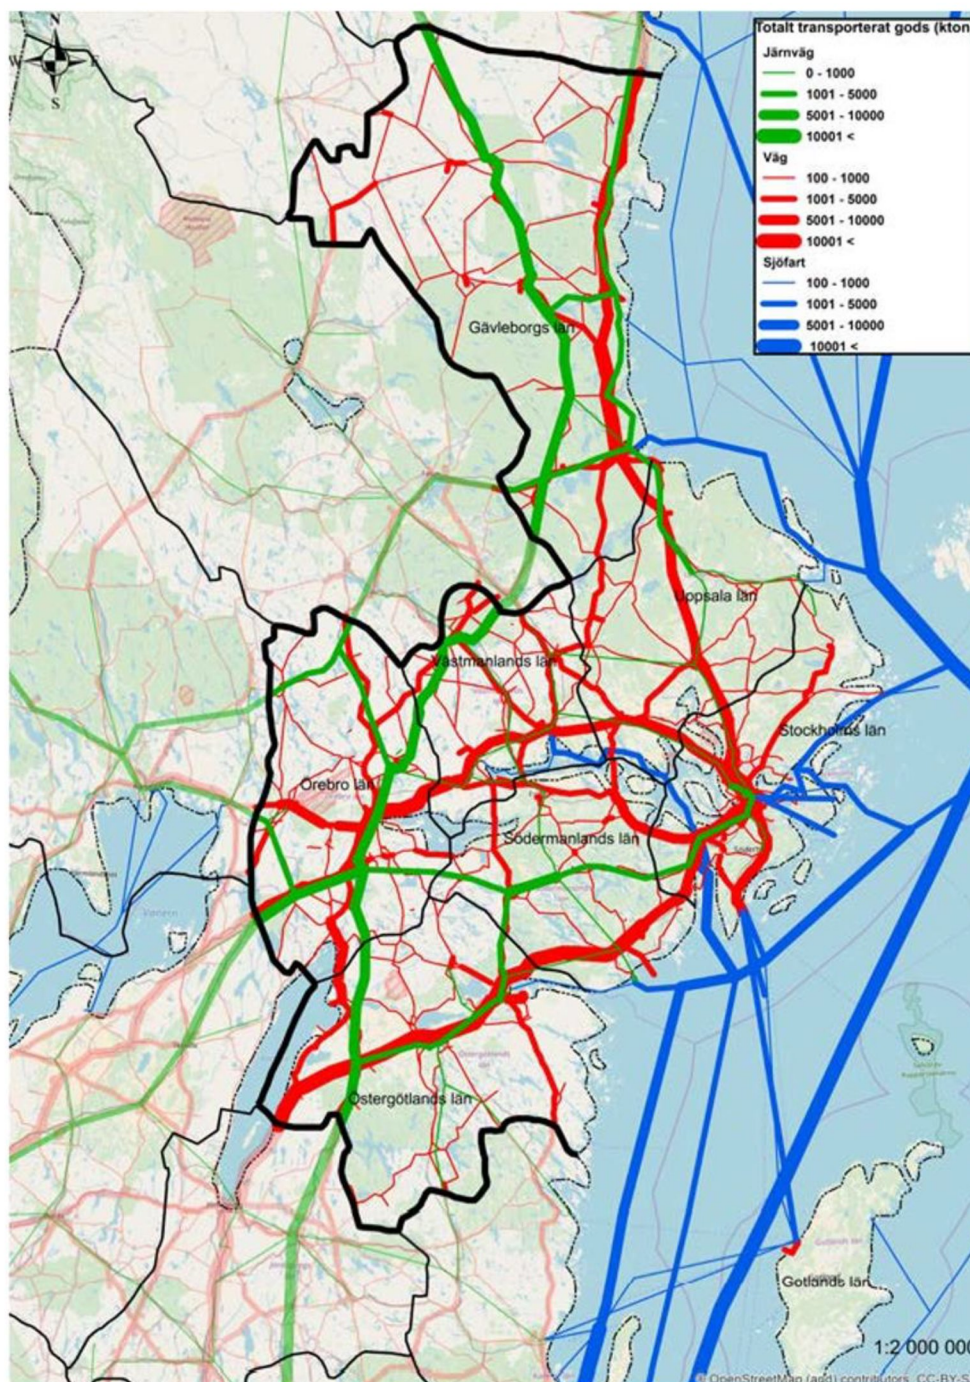 N
W
E
S
Totalt transporterat gods (kton
Järnväg
0 - 1000
1001 - 5000
5001 - 10000
10001 <
Väg
100 - 1000
1001 - 5000
5001 - 10000
10001 <
Sjöfart
100 - 1000
1001 - 5000
5001 - 10000
10001 <
Gävleborgs län
Uppsala län
Västmanlands län
Stockholms län
Örebro län
Södermanlands län
Östergötlands län
Gotlands län
1:2 000 000
© OpenStreetMap (and) contributors, CC-BY-S